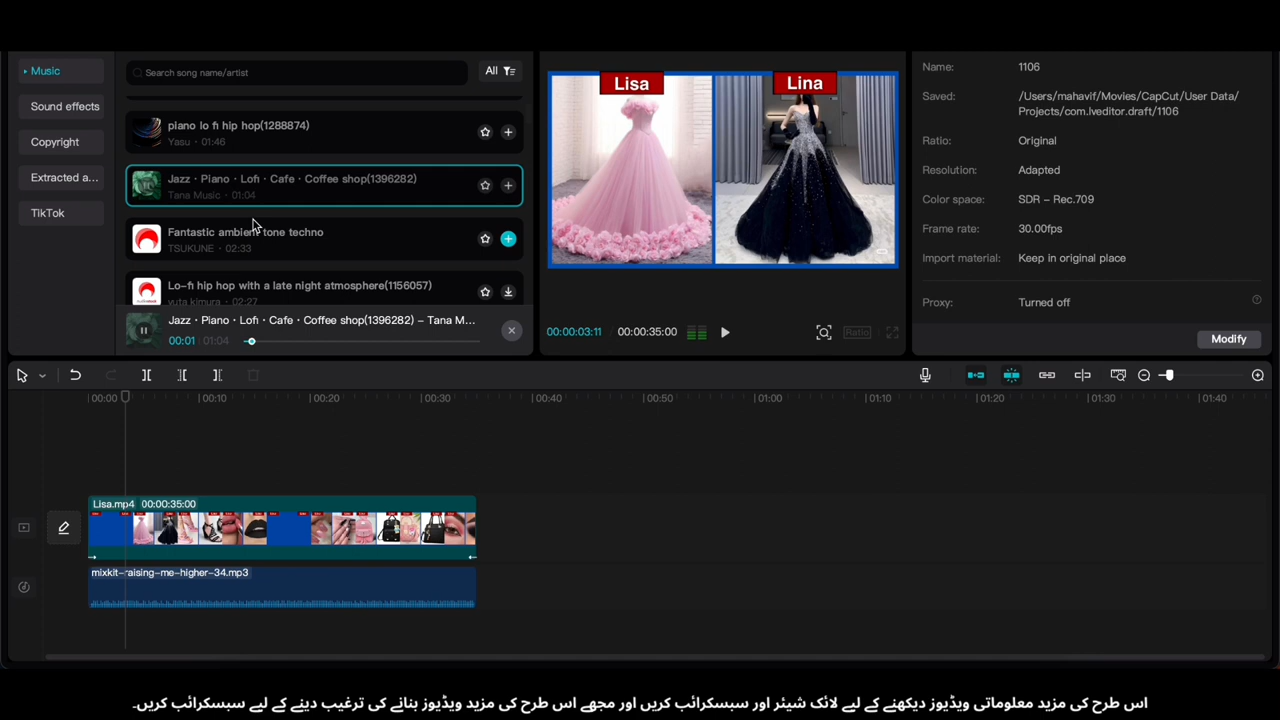 Music
Sound effects
Copyright
Extracted a...
TikTok
Search song name/artist
All
piano lo fi hip hop(1288874)
Yasu · 01:46
Jazz・Piano・Lofi・Cafe・Coffee shop(1396282)
Tana Music · 01:04
Fantastic ambient tone techno
TSUKUNE · 02:33
Lo-fi hip hop with a late night atmosphere(1156057)
yuta kimura · 02:27
Jazz・Piano・Lofi・Cafe・Coffee shop(1396282) – Tana M...
00:01 01:04
Lisa
Lina
00:00:03:11 / 00:00:35:00
Ratio
Name: 1106
Saved: /Users/mahavif/Movies/CapCut/User Data/
Projects/com.lveditor.draft/1106
Ratio: Original
Resolution: Adapted
Color space: SDR – Rec.709
Frame rate: 30.00fps
Import material: Keep in original place
Proxy: Turned off
Modify
00:00 00:10 00:20 00:30 00:40 00:50 01:00 01:10 01:20 01:30 01:40
Lisa.mp4 00:00:35:00
mixkit-raising-me-higher-34.mp3
اس طرح کی مزید معلوماتی ویڈیوز دیکھنے کے لیے لائک شیئر اور سبسکرائب کریں اور مجھے اس طرح کی مزید ویڈیوز بنانے کی ترغیب دینے کے لیے سبسکرائب کریں۔